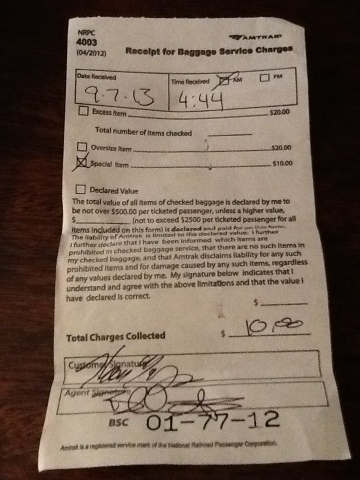 NRPC
4003
(04/2012)
AMTRAK
Receipt for Baggage Service Charges
Date Received
Time Received AM PM
9.7.13 4:44
Excess Item $20.00
Total number of items checked
Oversize Item $20.00
Special Item $10.00
Declared Value
The total value of all items of checked baggage is declared by me to
be not over $500.00 per ticketed passenger, unless a higher value,
$ (not to exceed $2500 per ticketed passenger for all
items included on this form) is declared and paid for on this form.
The liability of Amtrak is limited to the declared value. I further
I further declare that I have been informed which items are
prohibited in checked baggage service, that there are no such items in
my checked baggage, and that Amtrak disclaims liability for any such
prohibited items and for damage caused by any such items, regardless
of any values declared by me. My signature below indicates that I
understand and agree with the above limitations and that the value I
have declared is correct.
$
Total Charges Collected $ 10.00
Customer Signature
Agent Signature
BSC 01-77-12
Amtrak is a registered service mark of the National Railroad Passenger Corporation.